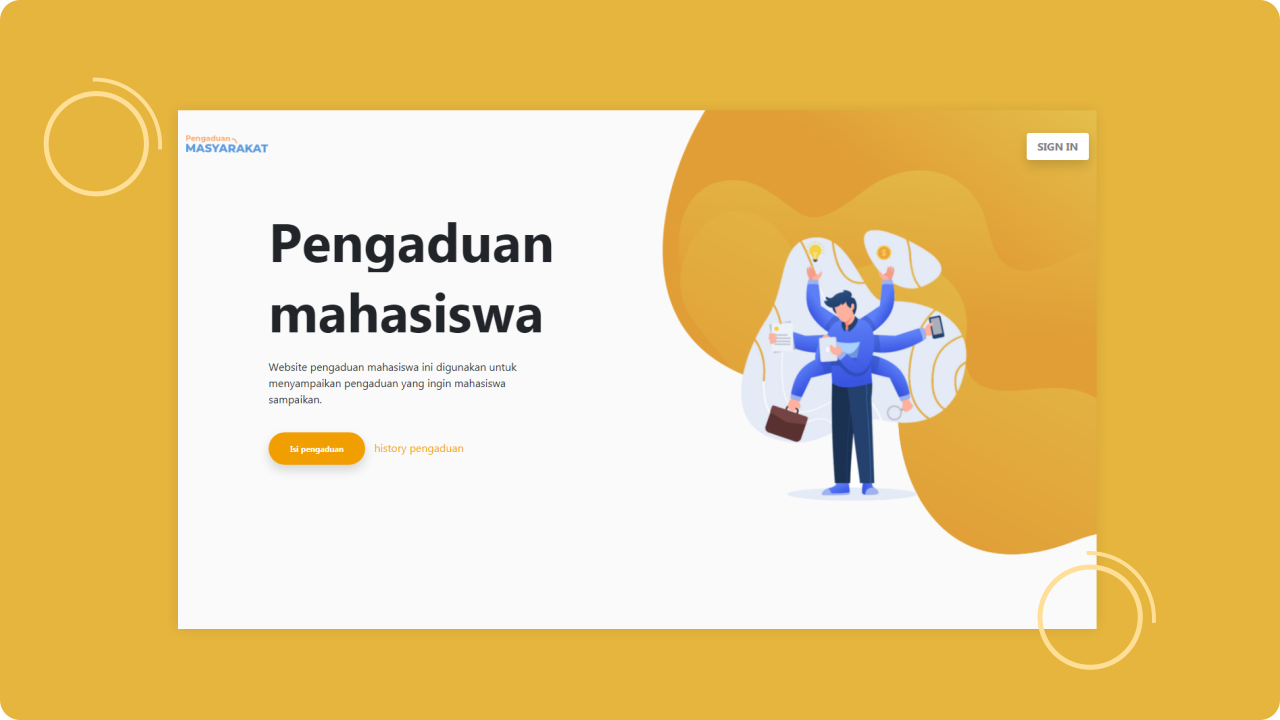 Pengaduan
MASYARAKAT
SIGN IN
Pengaduan
mahasiswa
Website pengaduan mahasiswa ini digunakan untuk
menyampaikan pengaduan yang ingin mahasiswa
sampaikan.
Isi pengaduan
history pengaduan